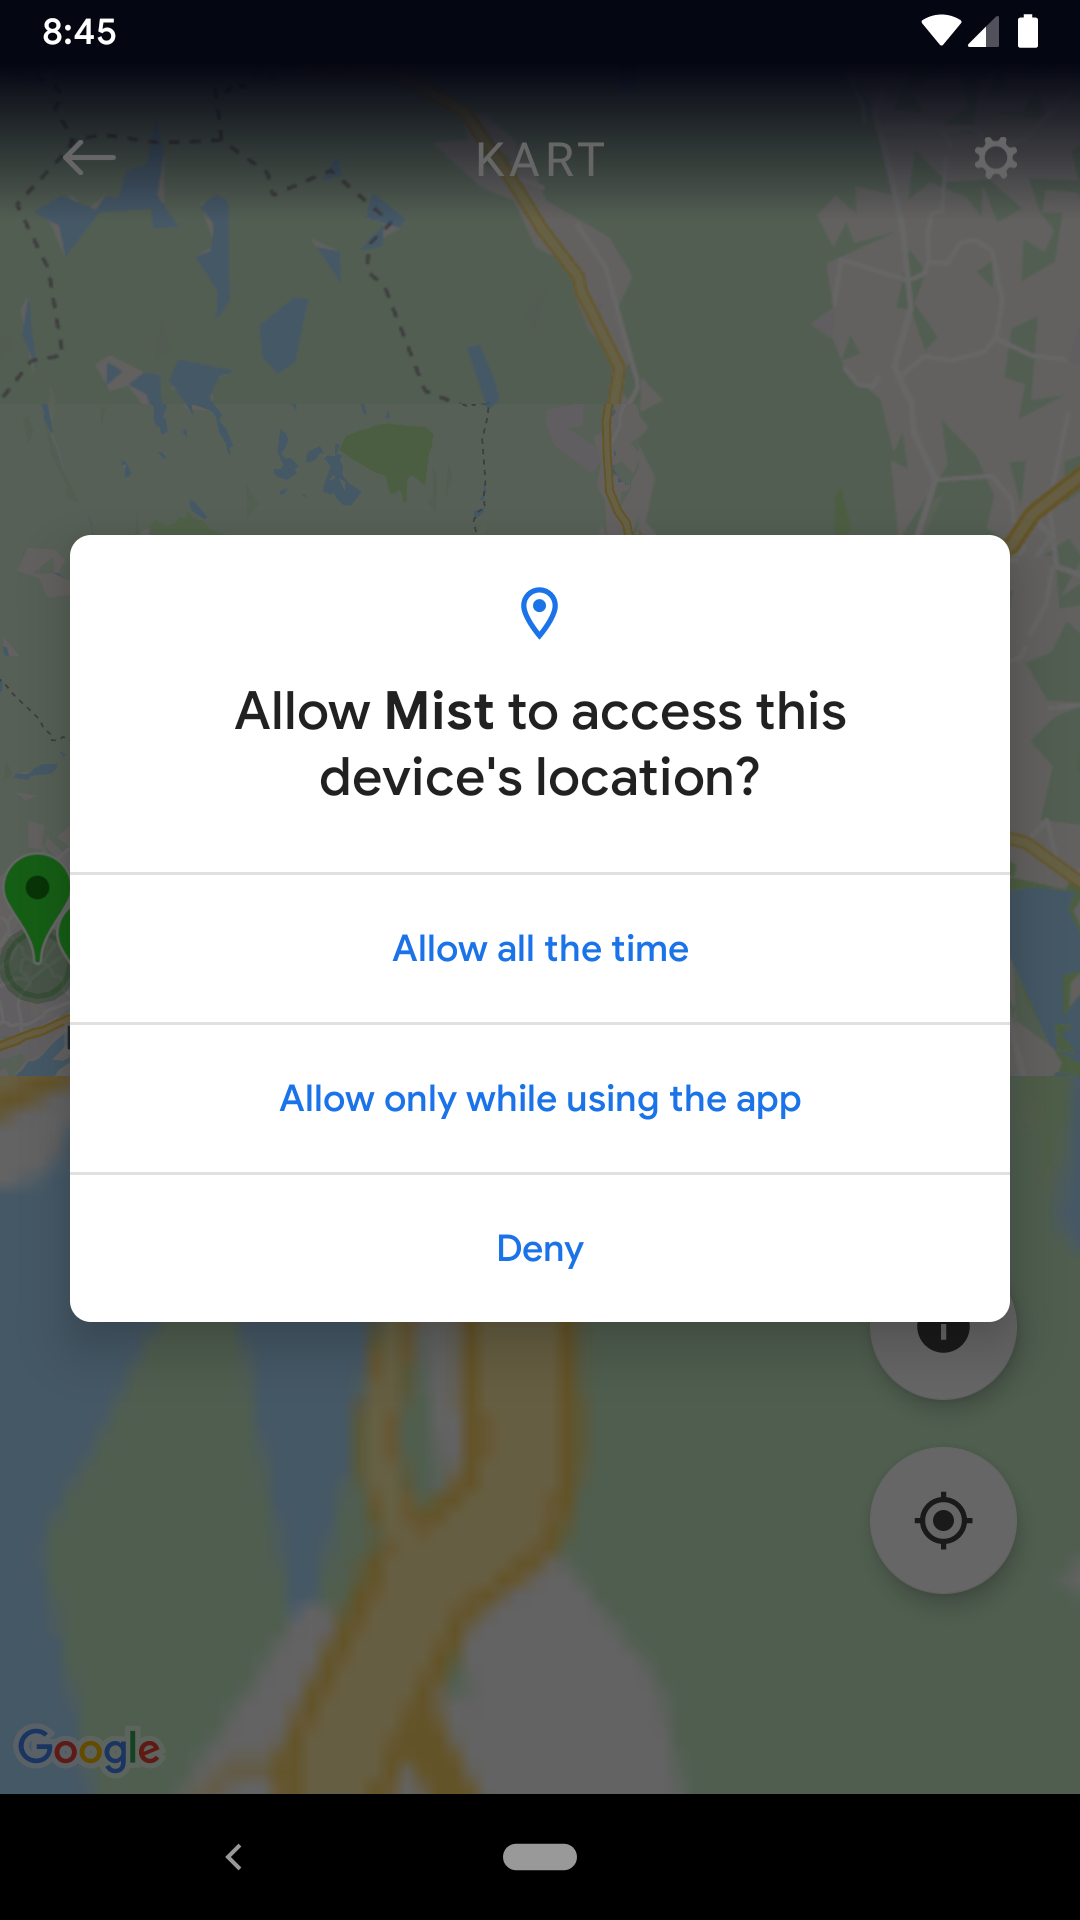 8:45
KART
Allow Mist to access this
device's location?
Allow all the time
Allow only while using the app
Deny
Google